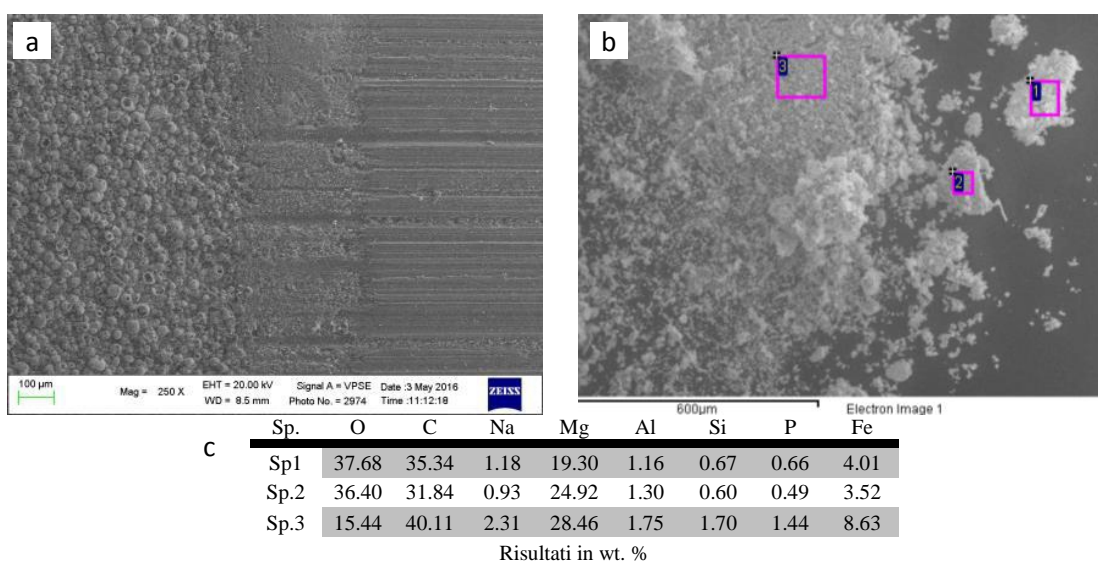 a
b
3
1
2
100 µm
Mag = 250 X
EHT = 20.00 kV
WD = 8.5 mm
Signal A = VPSE
Photo No. = 2974
Date :3 May 2016
Time :11:12:18
ZEISS
600µm
Electron Image 1
c
Sp. O C Na Mg Al Si P Fe
Sp1 37.68 35.34 1.18 19.30 1.16 0.67 0.66 4.01
Sp.2 36.40 31.84 0.93 24.92 1.30 0.60 0.49 3.52
Sp.3 15.44 40.11 2.31 28.46 1.75 1.70 1.44 8.63
Risultati in wt. %